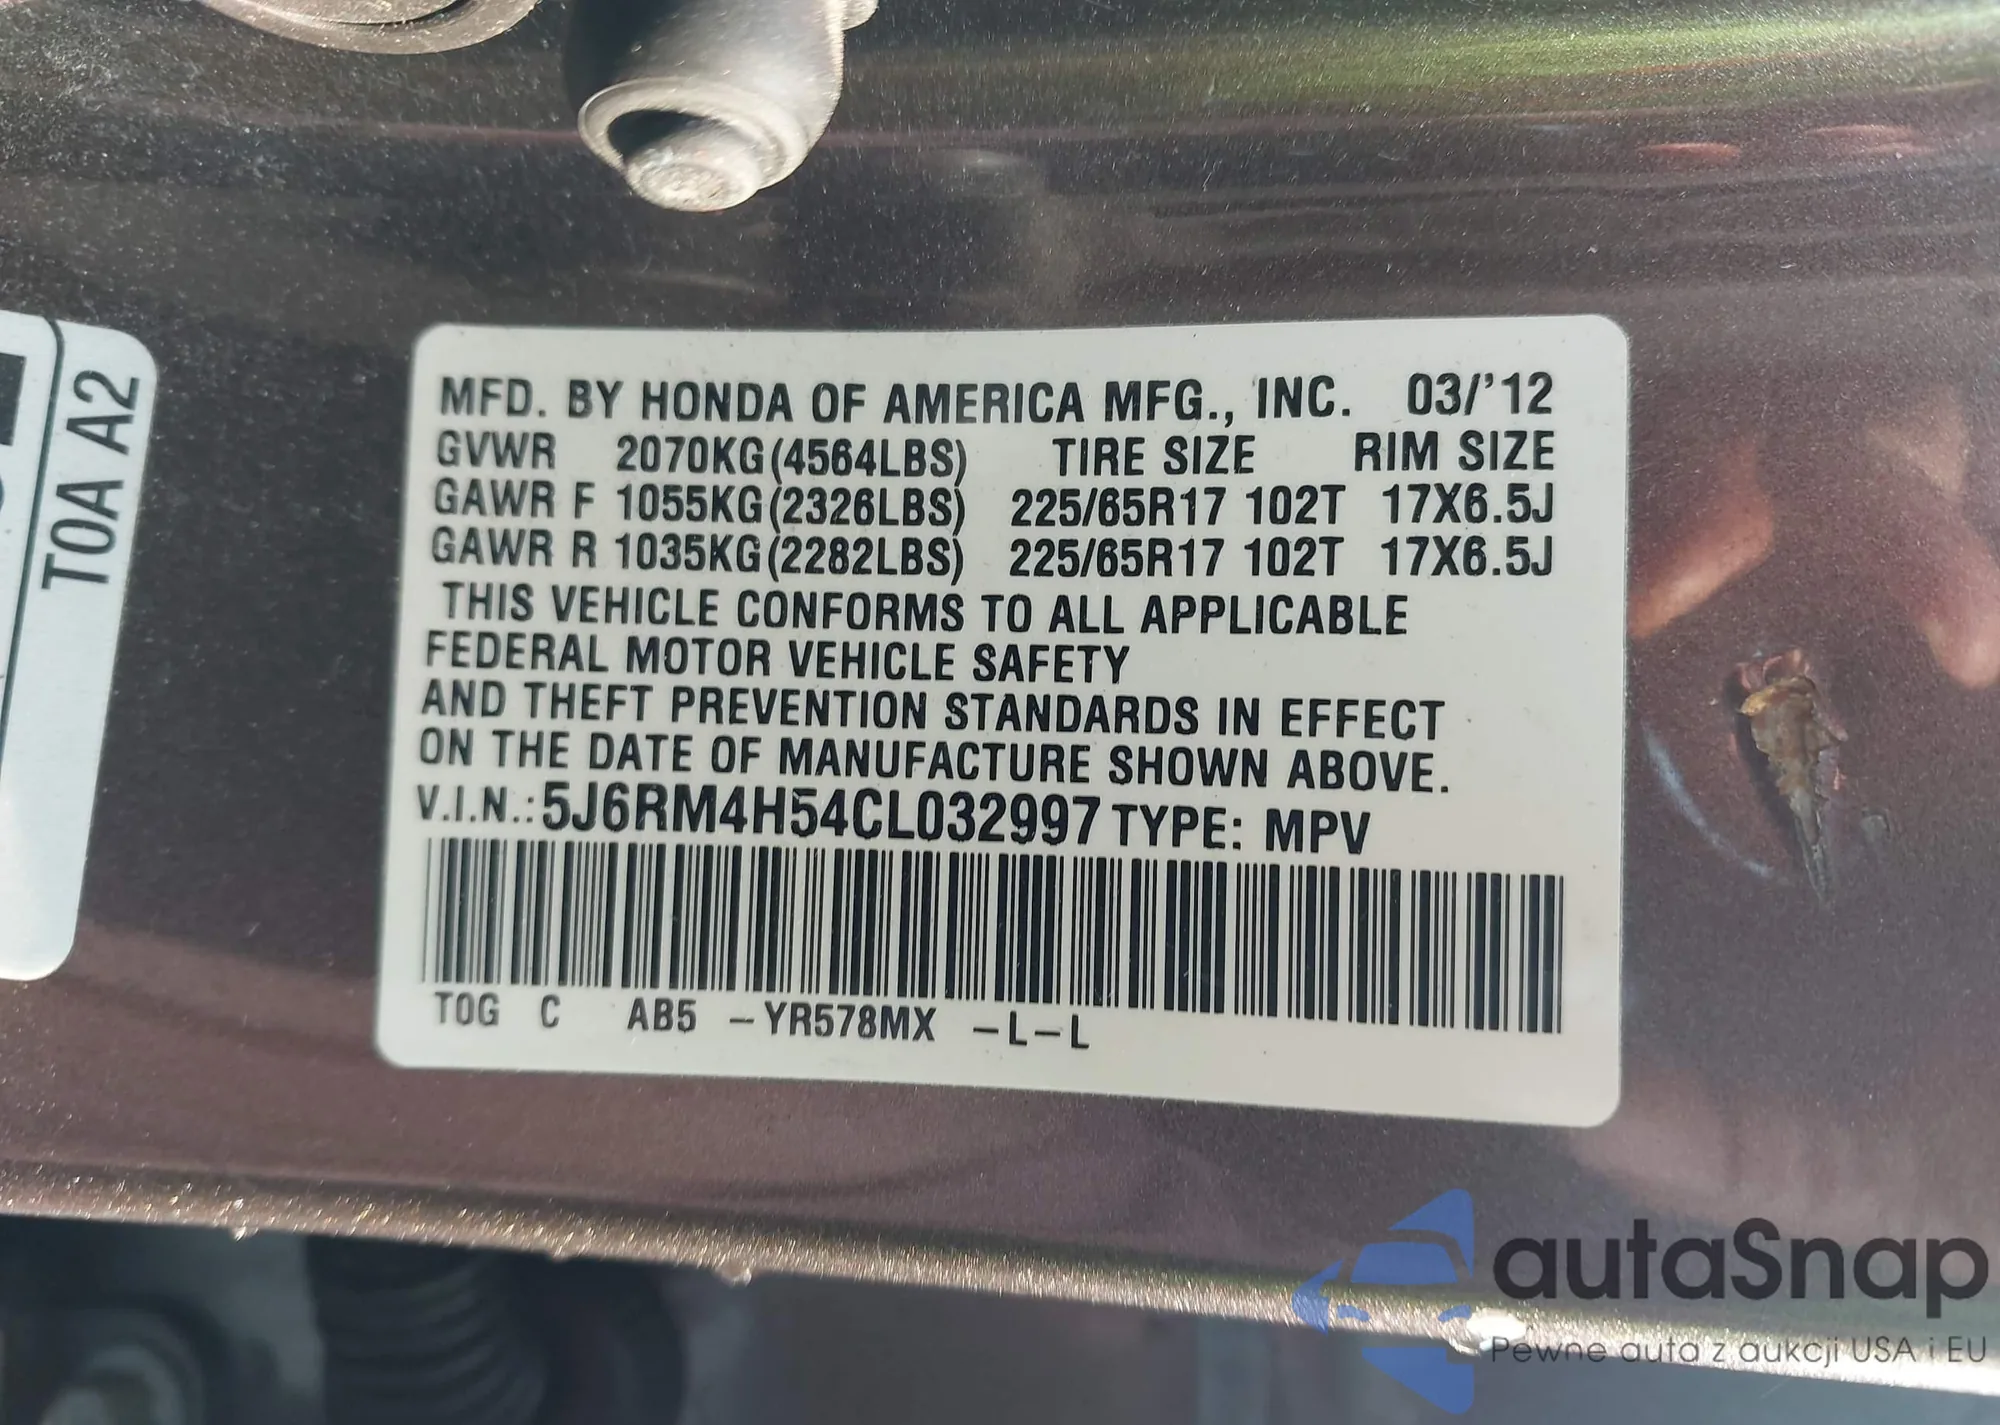 T0A A2
MFD. BY HONDA OF AMERICA MFG., INC. 03/'12
GVWR 2070KG(4564LBS) TIRE SIZE RIM SIZE
GAWR F 1055KG(2326LBS) 225/65R17 102T 17X6.5J
GAWR R 1035KG(2282LBS) 225/65R17 102T 17X6.5J
THIS VEHICLE CONFORMS TO ALL APPLICABLE
FEDERAL MOTOR VEHICLE SAFETY
AND THEFT PREVENTION STANDARDS IN EFFECT
ON THE DATE OF MANUFACTURE SHOWN ABOVE.
V.I.N.:5J6RM4H54CL032997 TYPE: MPV
T0G C AB5 -YR578MX -L-L
autaSnap
Pewne auta z aukcji USA i EU